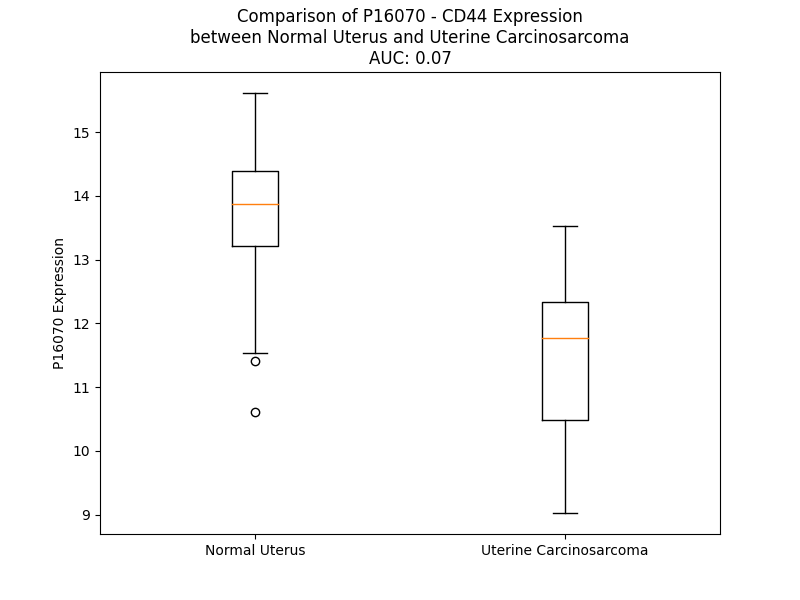 Comparison of P16070 - CD44 Expression
between Normal Uterus and Uterine Carcinosarcoma
AUC: 0.07
P16070 Expression
15
14
13
12
11
10
9
Normal Uterus
Uterine Carcinosarcoma